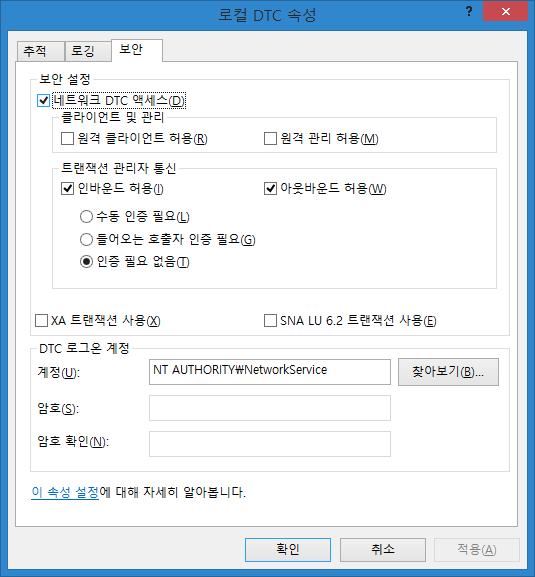 로컬 DTC 속성
?
추적 로깅 보안
보안 설정
네트워크 DTC 액세스(D)
클라이언트 및 관리
원격 클라이언트 허용(R) 원격 관리 허용(M)
트랜잭션 관리자 통신
인바운드 허용(I) 아웃바운드 허용(W)
수동 인증 필요(L)
들어오는 호출자 인증 필요(G)
인증 필요 없음(T)
XA 트랜잭션 사용(X) SNA LU 6.2 트랜잭션 사용(E)
DTC 로그온 계정
계정(U): NT AUTHORITY₩NetworkService 찾아보기(B)...
암호(S):
암호 확인(N):
이 속성 설정에 대해 자세히 알아봅니다.
확인 취소 적용(A)